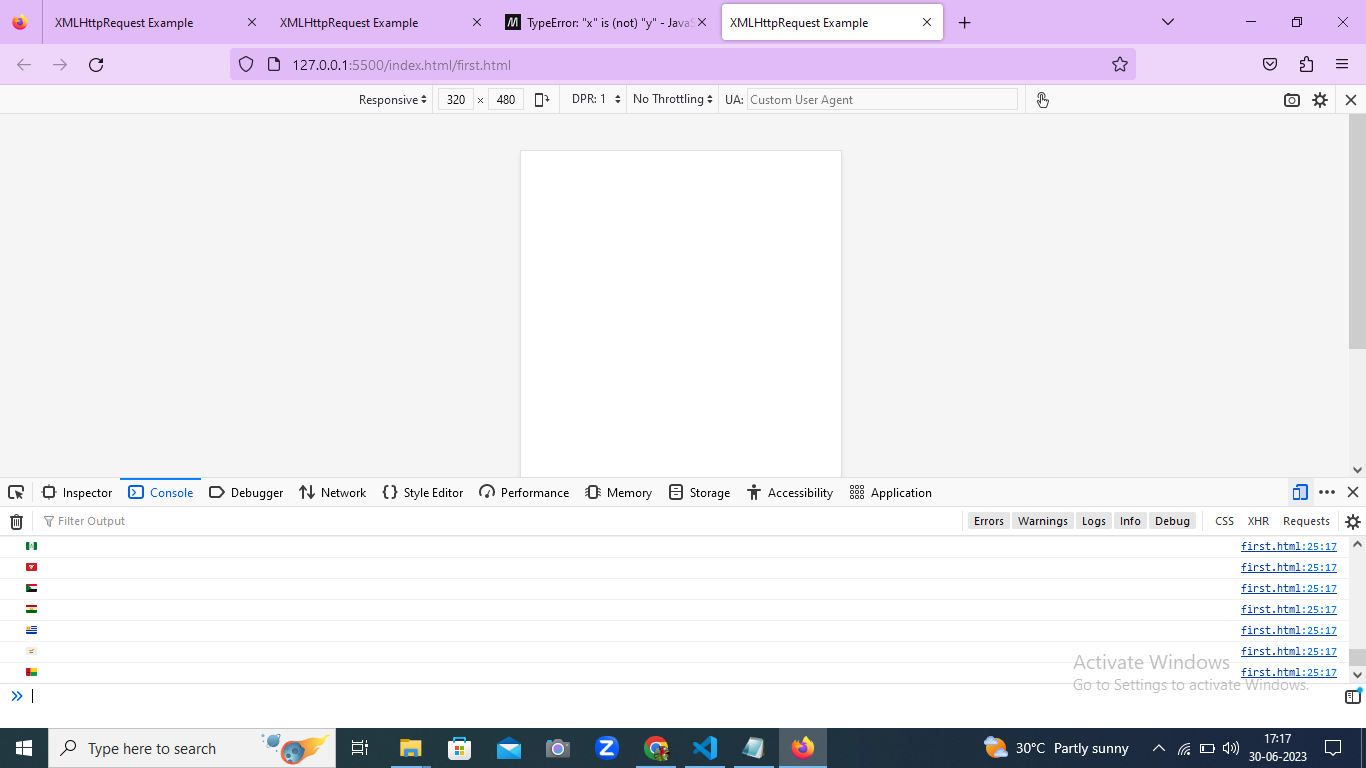 XMLHttpRequest Example
XMLHttpRequest Example
TypeError: "x" is (not) "y" - JavaS
XMLHttpRequest Example
127.0.0.1:5500/index.html/first.html
Responsive 320 × 480 DPR: 1 No Throttling UA: Custom User Agent
Inspector Console Debugger Network Style Editor Performance Memory Storage Accessibility Application
Filter Output Errors Warnings Logs Info Debug CSS XHR Requests
first.html:25:17
first.html:25:17
first.html:25:17
first.html:25:17
first.html:25:17
first.html:25:17
first.html:25:17
Activate Windows
Go to Settings to activate Windows.
Type here to search 30°C Partly sunny 17:17
30-06-2023